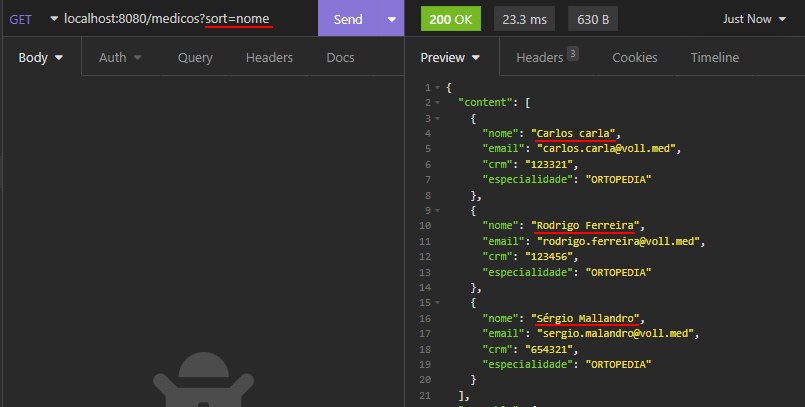 GET localhost:8080/medicos?sort=nome Send 200 OK 23.3 ms 630 B Just Now
Body Auth Query Headers Docs Preview Headers 3 Cookies Timeline
1 {
2 "content": [
3 {
4 "nome": "Carlos carla",
5 "email": "carlos.carla@voll.med",
6 "crm": "123321",
7 "especialidade": "ORTOPEDIA"
8 },
9 {
10 "nome": "Rodrigo Ferreira",
11 "email": "rodrigo.ferreira@voll.med",
12 "crm": "123456",
13 "especialidade": "ORTOPEDIA"
14 },
15 {
16 "nome": "Sérgio Mallandro",
17 "email": "sergio.malandro@voll.med",
18 "crm": "654321",
19 "especialidade": "ORTOPEDIA"
20 }
21 ],